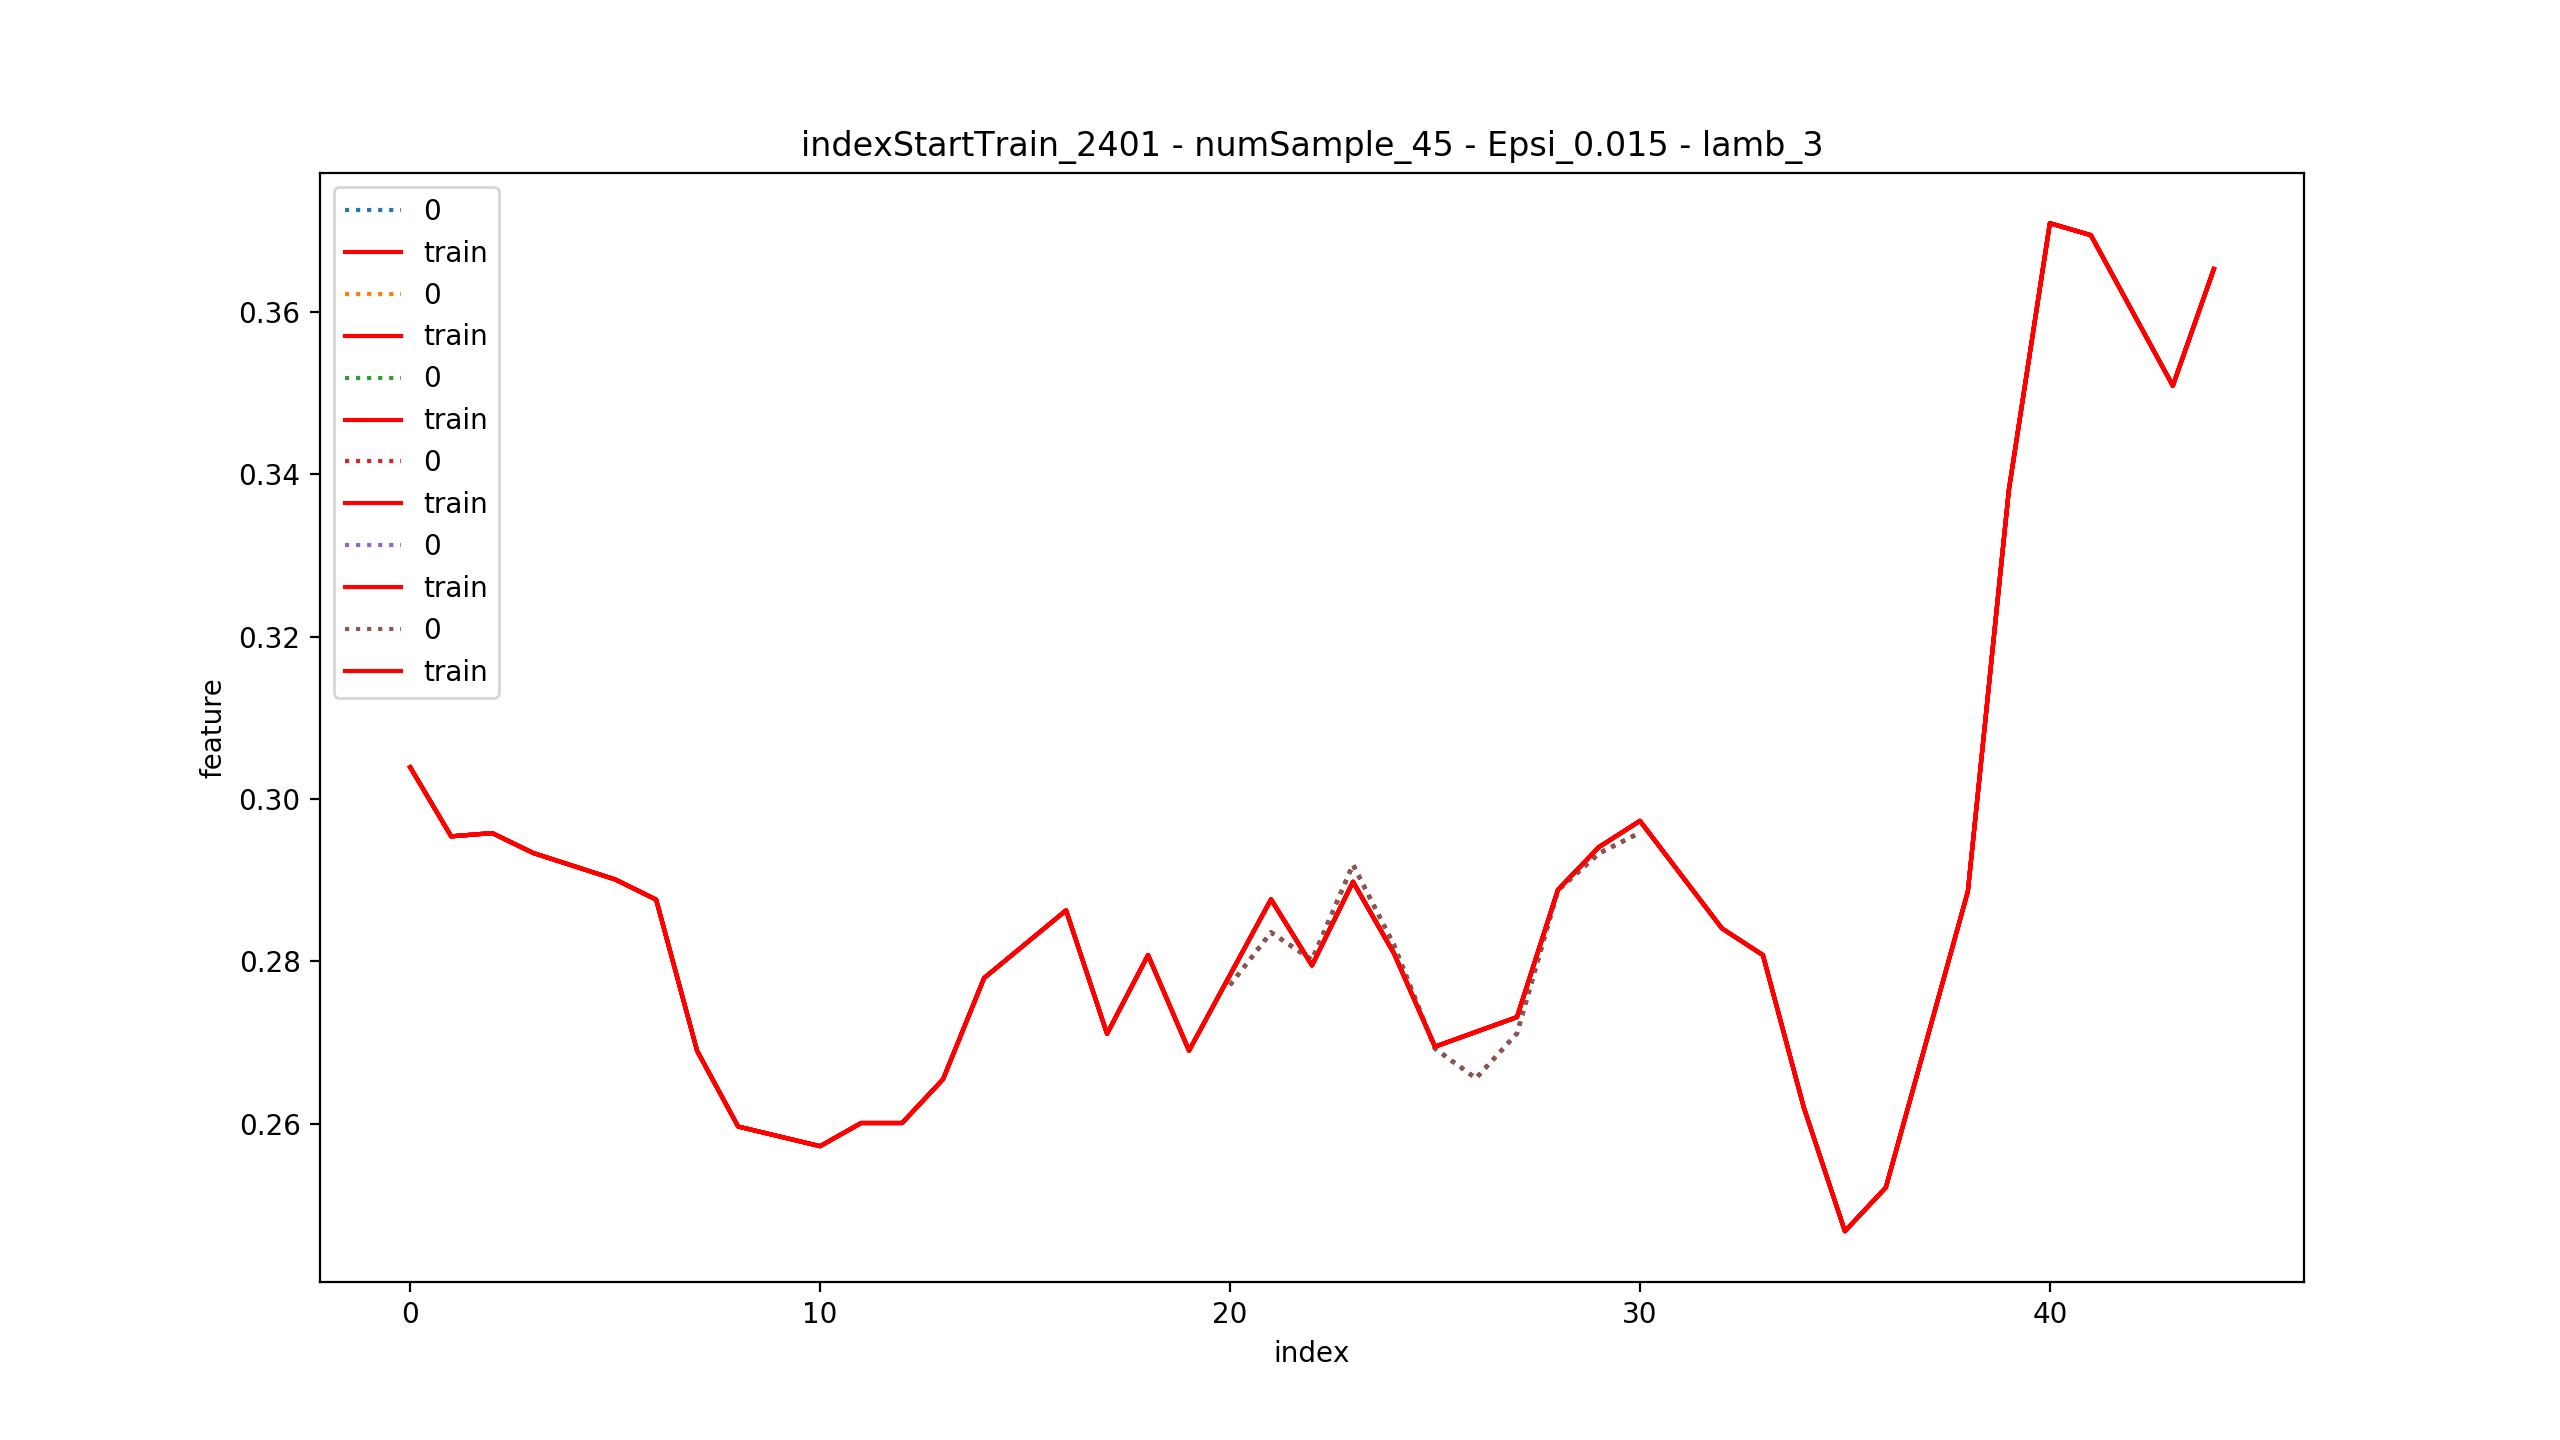 indexStartTrain_2401 - numSample_45 - Epsi_0.015 - lamb_3
0
train
0
train
0
train
0
train
0
train
0
train
0.36
0.34
0.32
0.30
0.28
0.26
feature
0 10 20 30 40
index